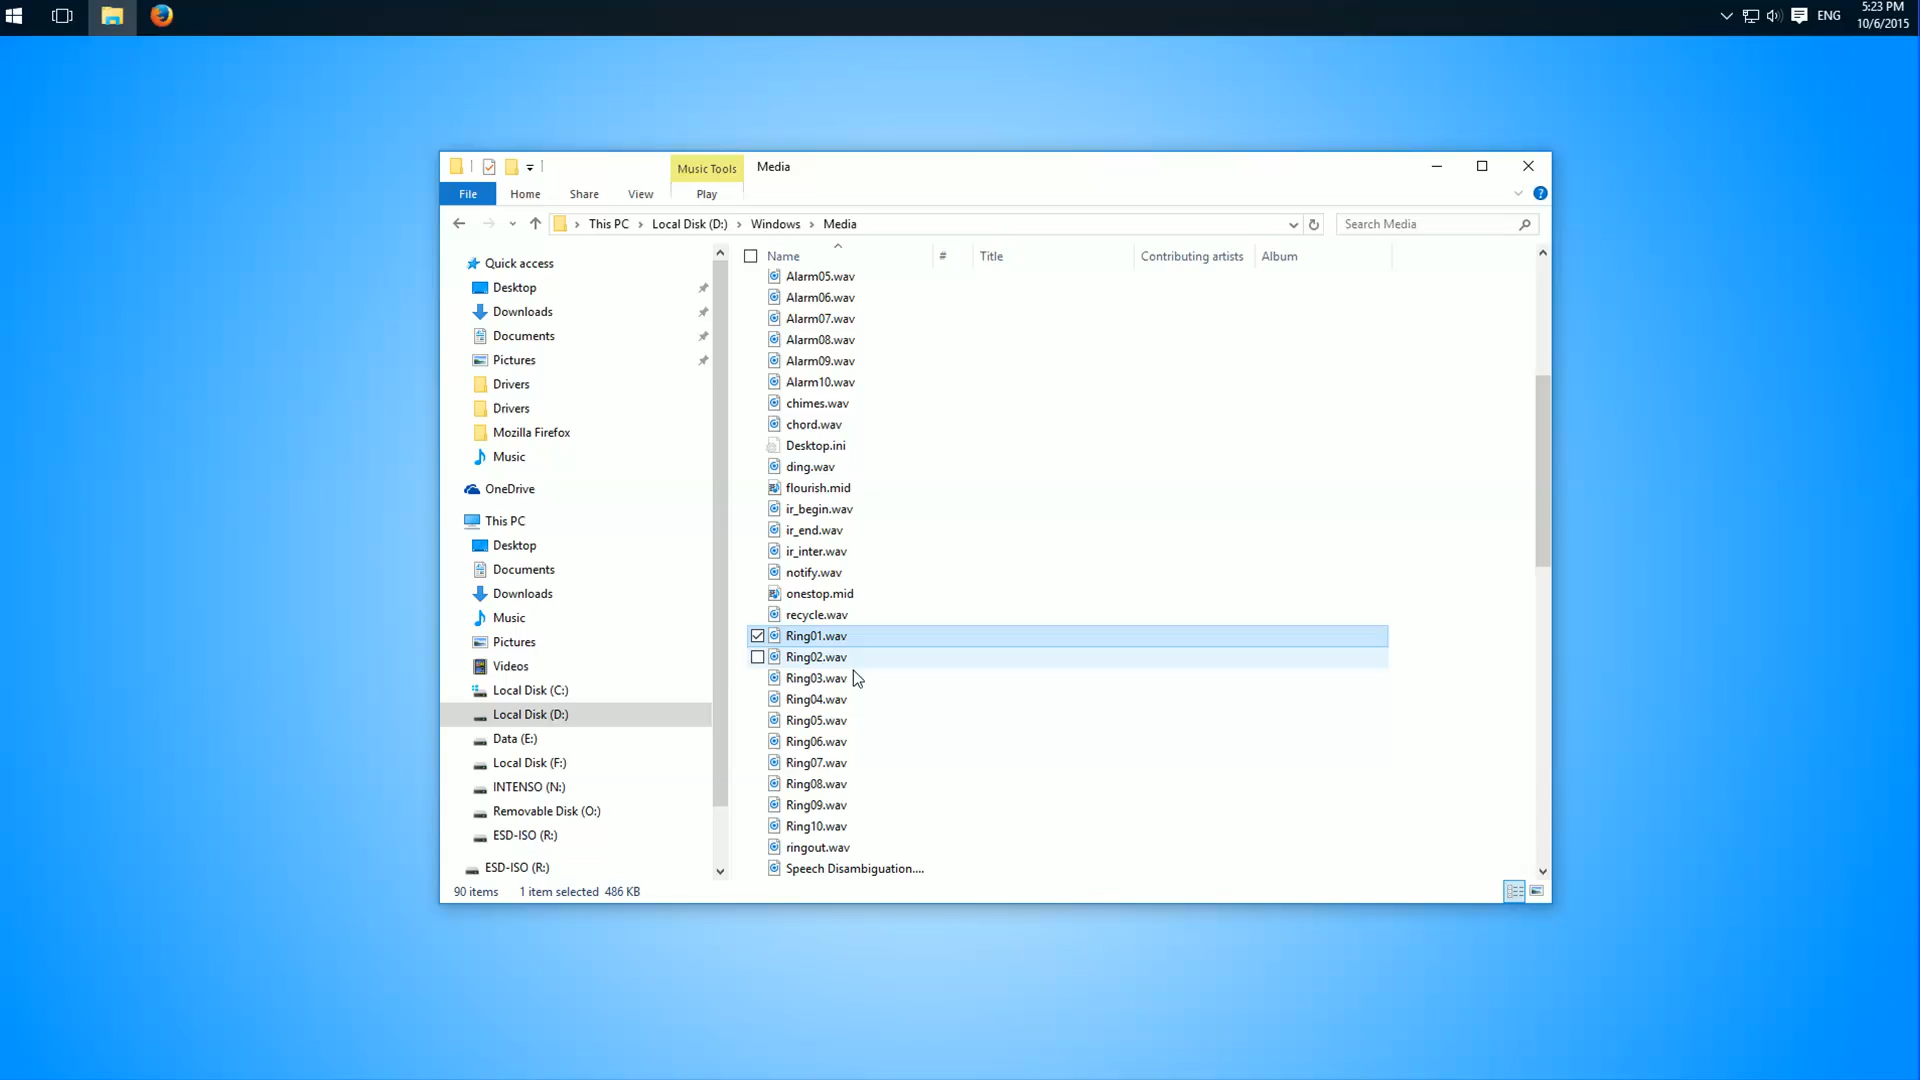 ENG
5:23 PM
10/6/2015
Music Tools
Media
File
Home
Share
View
Play
This PC
Local Disk (D:)
Windows
Media
Search Media
Name
#
Title
Contributing artists
Album
Quick access
Desktop
Downloads
Documents
Pictures
Drivers
Drivers
Mozilla Firefox
Music
OneDrive
This PC
Desktop
Documents
Downloads
Music
Pictures
Videos
Local Disk (C:)
Local Disk (D:)
Data (E:)
Local Disk (F:)
INTENSO (N:)
Removable Disk (O:)
ESD-ISO (R:)
ESD-ISO (R:)
Alarm05.wav
Alarm06.wav
Alarm07.wav
Alarm08.wav
Alarm09.wav
Alarm10.wav
chimes.wav
chord.wav
Desktop.ini
ding.wav
flourish.mid
ir_begin.wav
ir_end.wav
ir_inter.wav
notify.wav
onestop.mid
recycle.wav
Ring01.wav
Ring02.wav
Ring03.wav
Ring04.wav
Ring05.wav
Ring06.wav
Ring07.wav
Ring08.wav
Ring09.wav
Ring10.wav
ringout.wav
Speech Disambiguation....
90 items
1 item selected 486 KB